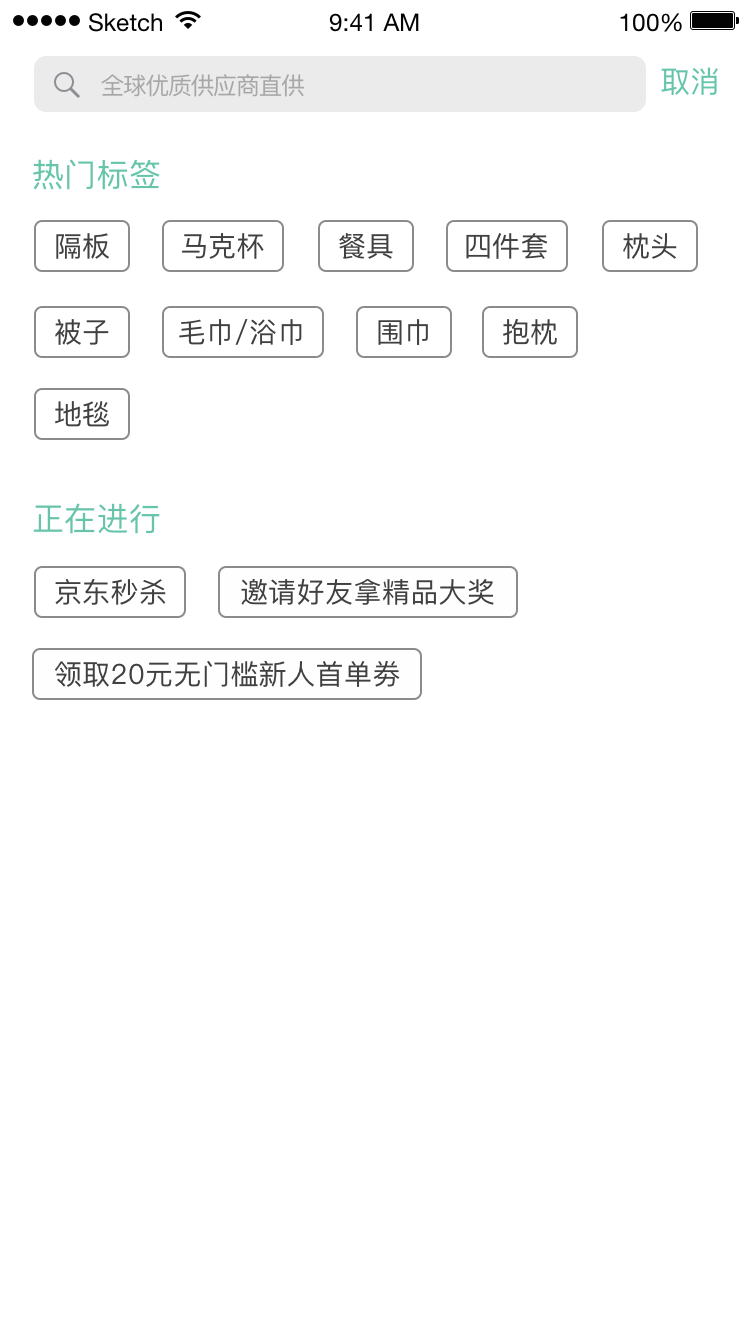 Sketch 9:41 AM 100%
全球优质供应商直供 取消
热门标签
隔板 马克杯 餐具 四件套 枕头
被子 毛巾/浴巾 围巾 抱枕
地毯
正在进行
京东秒杀 邀请好友拿精品大奖
领取20元无门槛新人首单劵